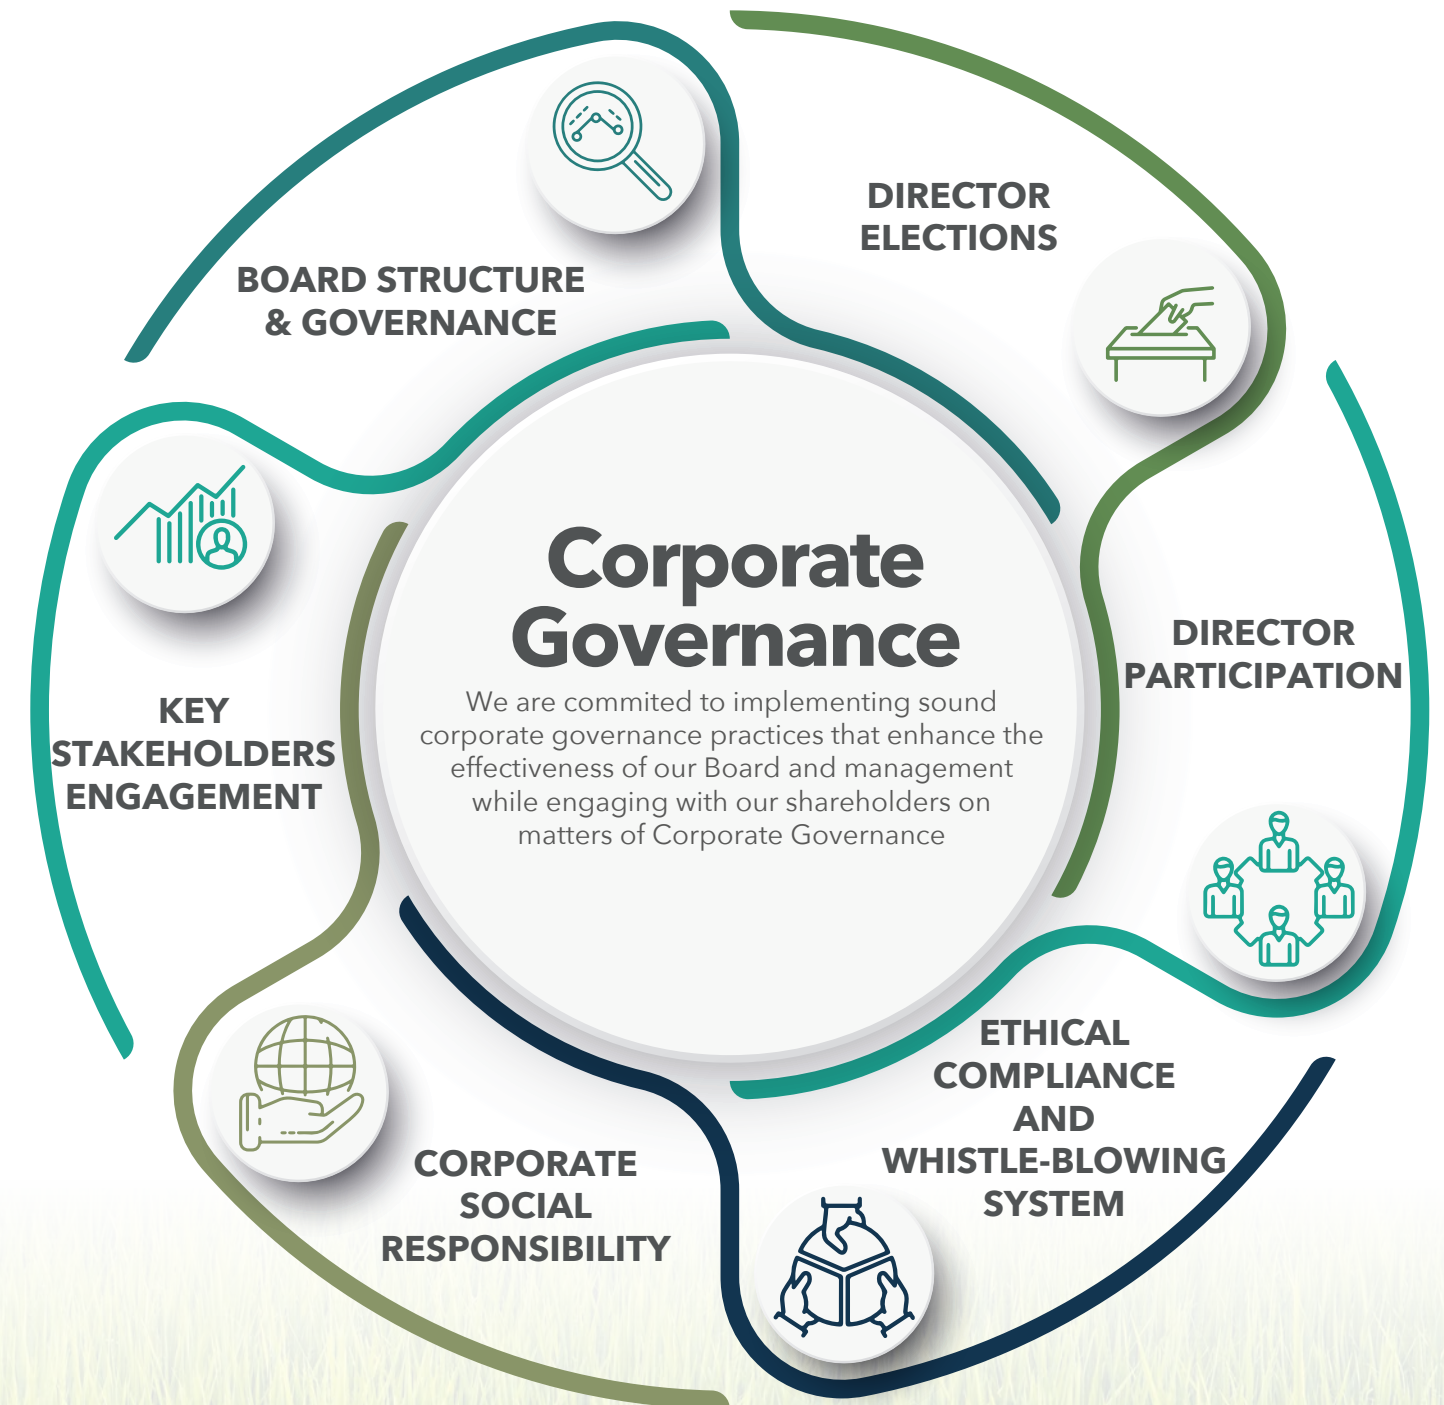 BOARD STRUCTURE
& GOVERNANCE
DIRECTOR
ELECTIONS
DIRECTOR
PARTICIPATION
ETHICAL
COMPLIANCE
AND
WHISTLE-BLOWING
SYSTEM
CORPORATE
SOCIAL
RESPONSIBILITY
KEY
STAKEHOLDERS
ENGAGEMENT
Corporate
Governance
We are commited to implementing sound
corporate governance practices that enhance the
effectiveness of our Board and management
while engaging with our shareholders on
matters of Corporate Governance